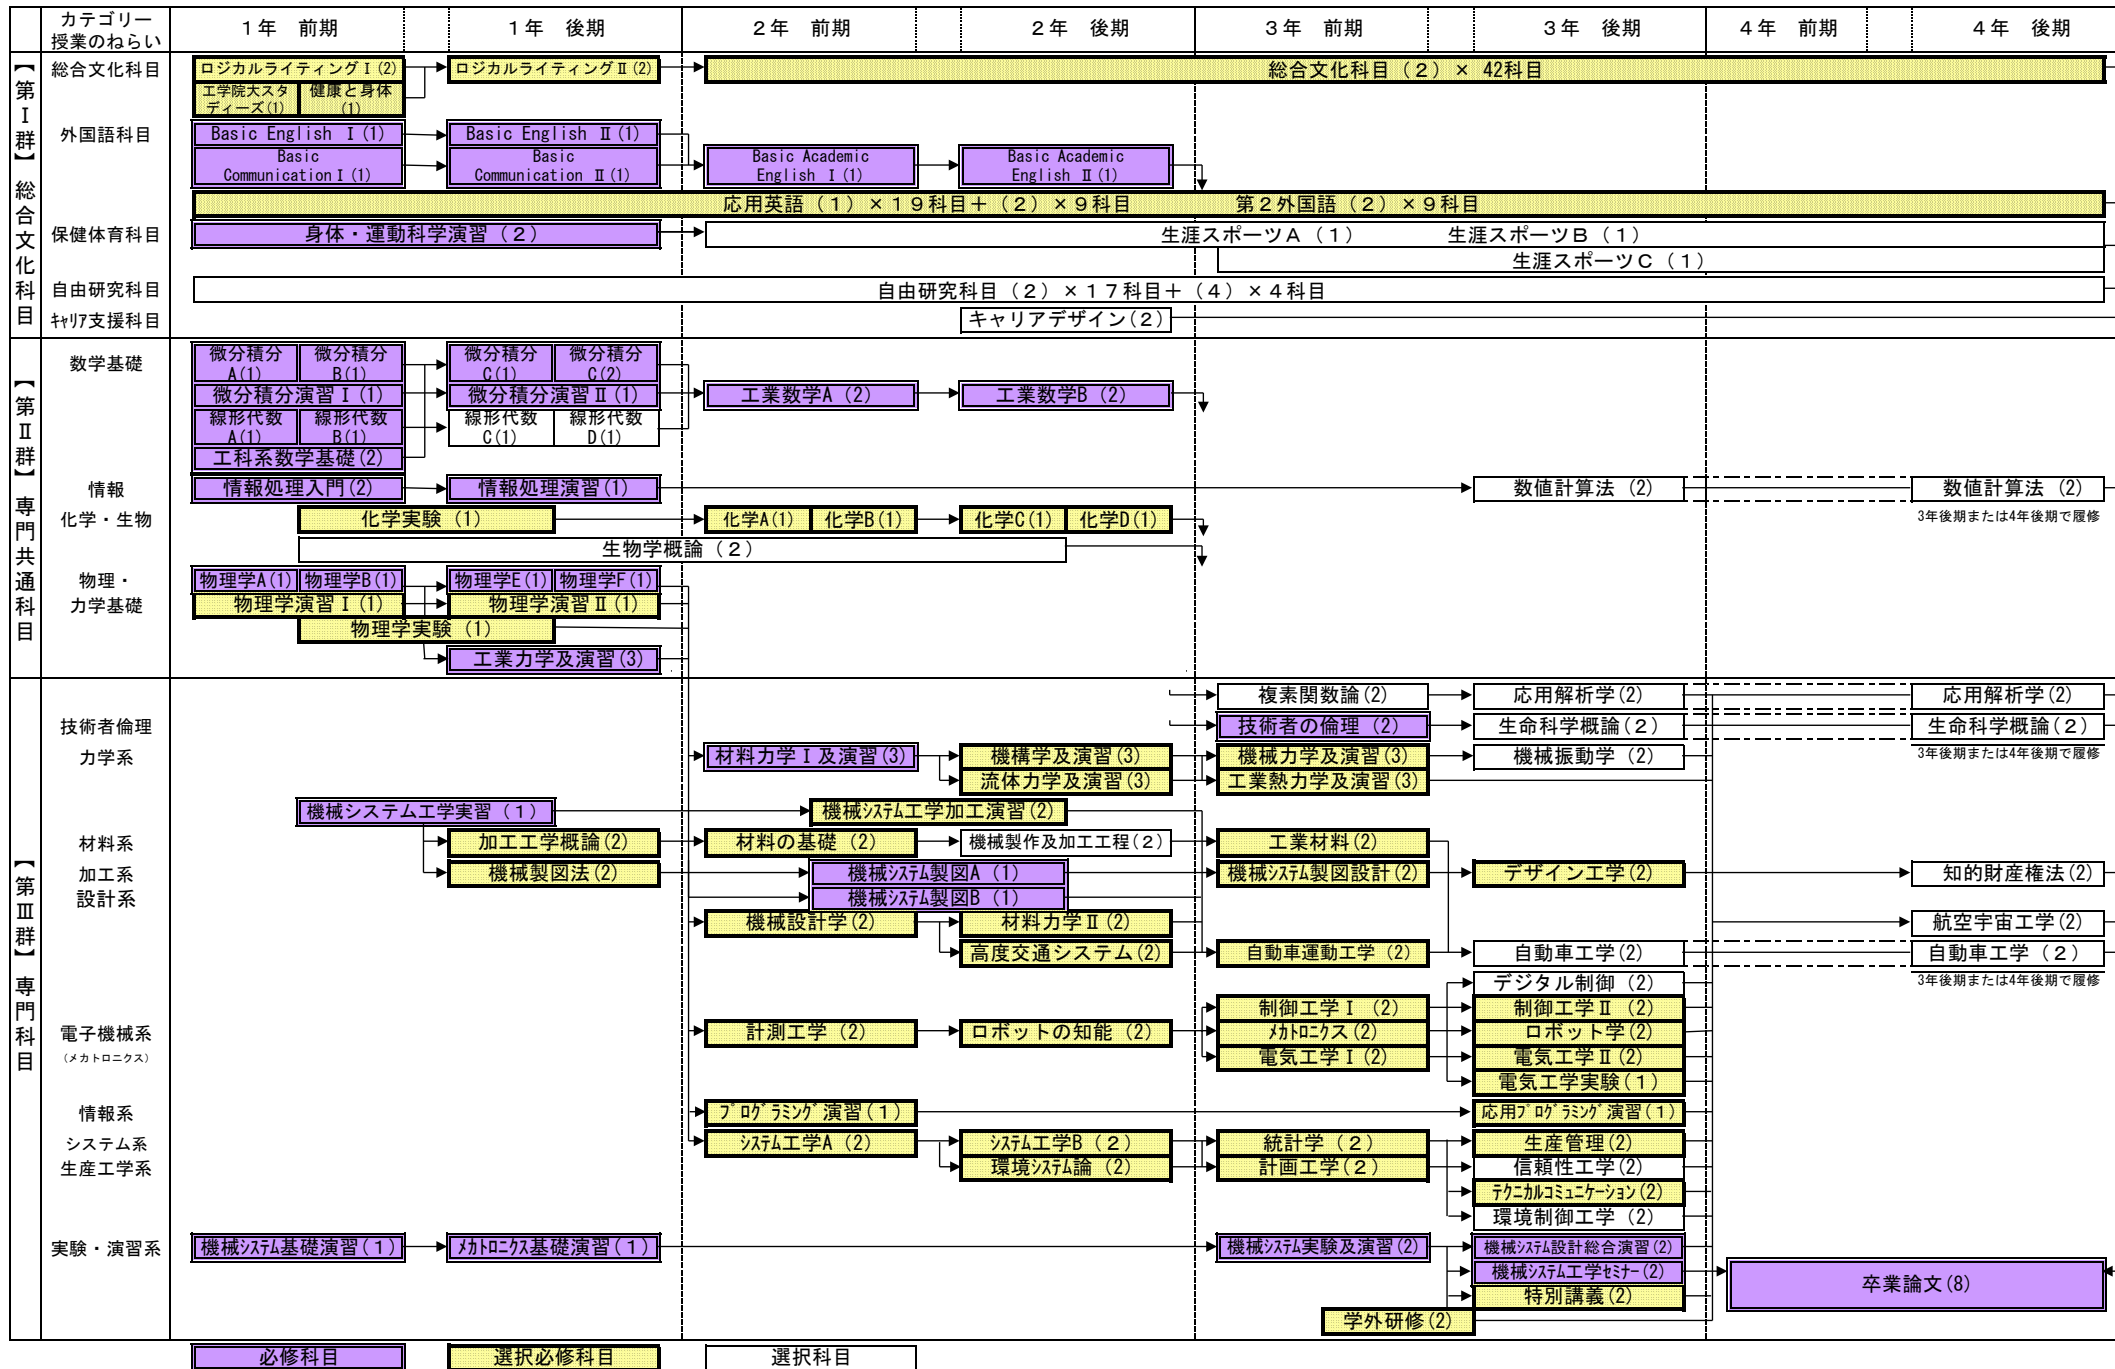 カテゴリー
授業のねらい
1年 前期
1年 後期
2年 前期
2年 後期
3年 前期
3年 後期
4年 前期
4年 後期
【第Ⅰ群】総合文化科目
総合文化科目
ロジカルライティングⅠ(2)
ロジカルライティングⅡ(2)
総合文化科目(2)× 42科目
工学院大スタ
ディーズ(1)
健康と身体
(1)
外国語科目
Basic English Ⅰ(1)
Basic English Ⅱ(1)
Basic
Communication Ⅰ(1)
Basic
Communication Ⅱ(1)
Basic Academic
English Ⅰ(1)
Basic Academic
English Ⅱ(1)
応用英語(1)×19科目+(2)×9科目 第2外国語(2)×9科目
保健体育科目
身体・運動科学演習(2)
生涯スポーツA(1) 生涯スポーツB(1)
生涯スポーツC(1)
自由研究科目
自由研究科目(2)×17科目+(4)×4科目
ｷｬﾘｱ支援科目
キャリアデザイン(2)
【第Ⅱ群】専門共通科目
数学基礎
微分積分
A(1)
微分積分
B(1)
微分積分
C(1)
微分積分
C(2)
微分積分演習Ⅰ(1)
微分積分演習Ⅱ(1)
工業数学A(2)
工業数学B(2)
線形代数
A(1)
線形代数
B(1)
線形代数
C(1)
線形代数
D(1)
工科系数学基礎(2)
情報
情報処理入門(2)
情報処理演習(1)
数値計算法(2)
数値計算法(2)
化学・生物
化学実験(1)
化学A(1)
化学B(1)
化学C(1)
化学D(1)
3年後期または4年後期で履修
生物学概論(2)
物理・
力学基礎
物理学A(1)
物理学B(1)
物理学E(1)
物理学F(1)
物理学演習Ⅰ(1)
物理学演習Ⅱ(1)
物理学実験(1)
工業力学及演習(3)
【第Ⅲ群】専門科目
複素関数論(2)
応用解析学(2)
応用解析学(2)
技術者倫理
技術者の倫理(2)
生命科学概論(2)
生命科学概論(2)
力学系
材料力学Ⅰ及演習(3)
機構学及演習(3)
機械力学及演習(3)
機械振動学(2)
3年後期または4年後期で履修
流体力学及演習(3)
工業熱力学及演習(3)
機械システム工学実習(1)
機械ｼｽﾃﾑ工学加工演習(2)
材料系
加工工学概論(2)
材料の基礎(2)
機械製作及加工工程(2)
工業材料(2)
加工系
機械製図法(2)
機械ｼｽﾃﾑ製図A(1)
機械ｼｽﾃﾑ製図設計(2)
デザイン工学(2)
知的財産権法(2)
設計系
機械ｼｽﾃﾑ製図B(1)
機械設計学(2)
材料力学Ⅱ(2)
航空宇宙工学(2)
高度交通システム(2)
自動車運動工学(2)
自動車工学(2)
自動車工学(2)
デジタル制御(2)
3年後期または4年後期で履修
制御工学Ⅰ(2)
制御工学Ⅱ(2)
電子機械系
(メカトロニクス)
計測工学(2)
ロボットの知能(2)
ﾒｶﾄﾛﾆｸｽ(2)
ロボット学(2)
電気工学Ⅰ(2)
電気工学Ⅱ(2)
電気工学実験(1)
情報系
ﾌﾟﾛｸﾞﾗﾐﾝｸﾞ演習(1)
応用ﾌﾟﾛｸﾞﾗﾐﾝｸﾞ演習(1)
システム系
ｼｽﾃﾑ工学A(2)
ｼｽﾃﾑ工学B(2)
統計学(2)
生産管理(2)
生産工学系
環境ｼｽﾃﾑ論(2)
計画工学(2)
信頼性工学(2)
ﾃｸﾆｶﾙｺﾐｭﾆｹｰｼｮﾝ(2)
環境制御工学(2)
実験・演習系
機械ｼｽﾃﾑ基礎演習(1)
ﾒｶﾄﾛﾆｸｽ基礎演習(1)
機械ｼｽﾃﾑ実験及演習(2)
機械ｼｽﾃﾑ設計総合演習(2)
機械ｼｽﾃﾑ工学ｾﾐﾅｰ(2)
卒業論文(8)
特別講義(2)
学外研修(2)
必修科目
選択必修科目
選択科目